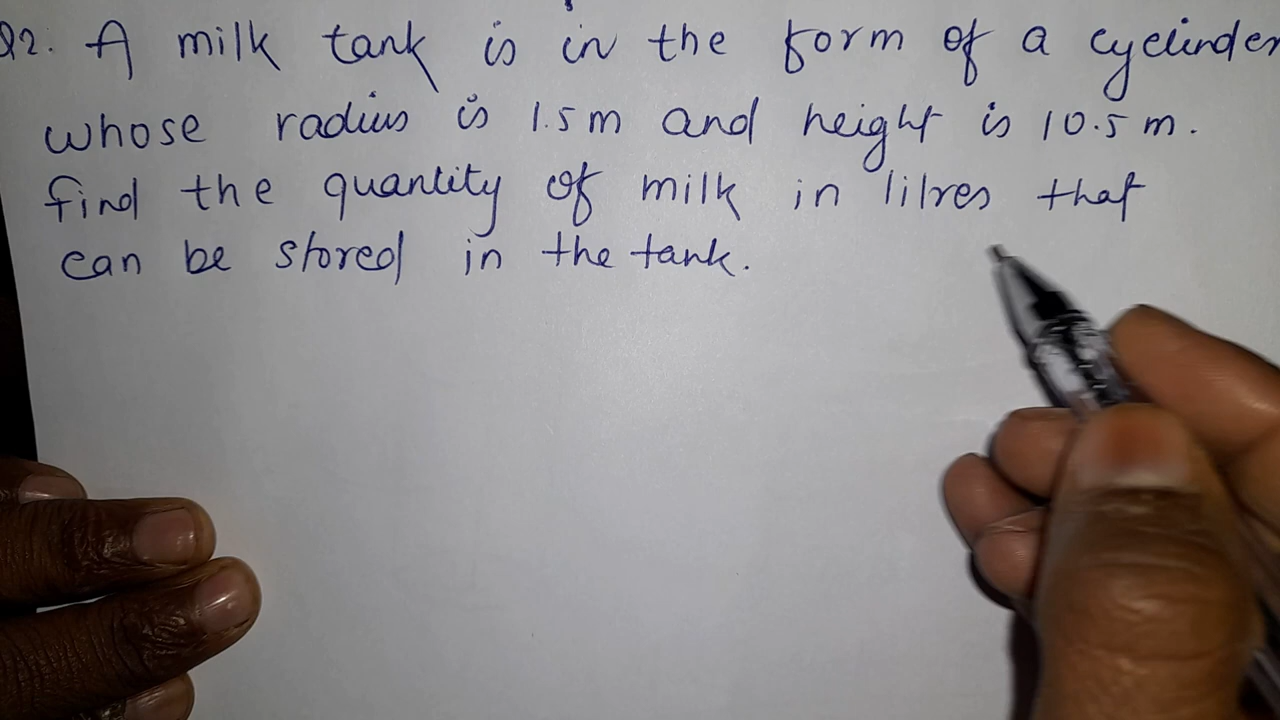 Q2. A milk tank is in the form of a cyclinder
whose radius is 1.5 m and height is 10.5 m.
find the quantity of milk in litres that
can be stored in the tank.